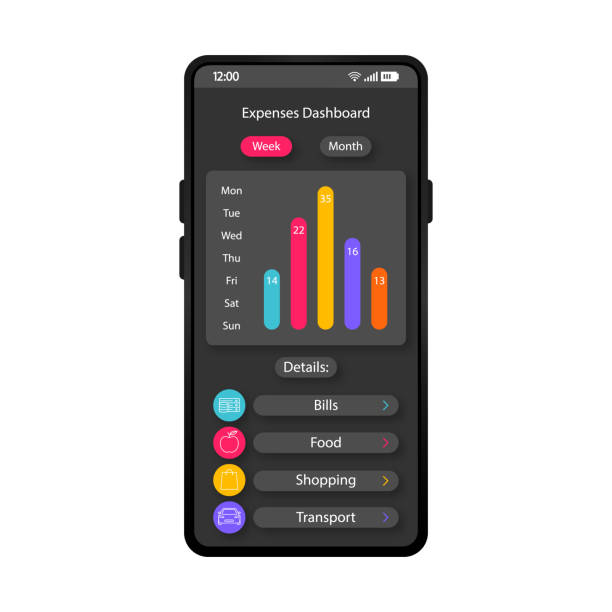 12:00
Expenses Dashboard
Week Month
Mon
Tue
Wed
Thu
Fri
Sat
Sun
35
22
16
14
13
Details:
Bills
Food
Shopping
Transport